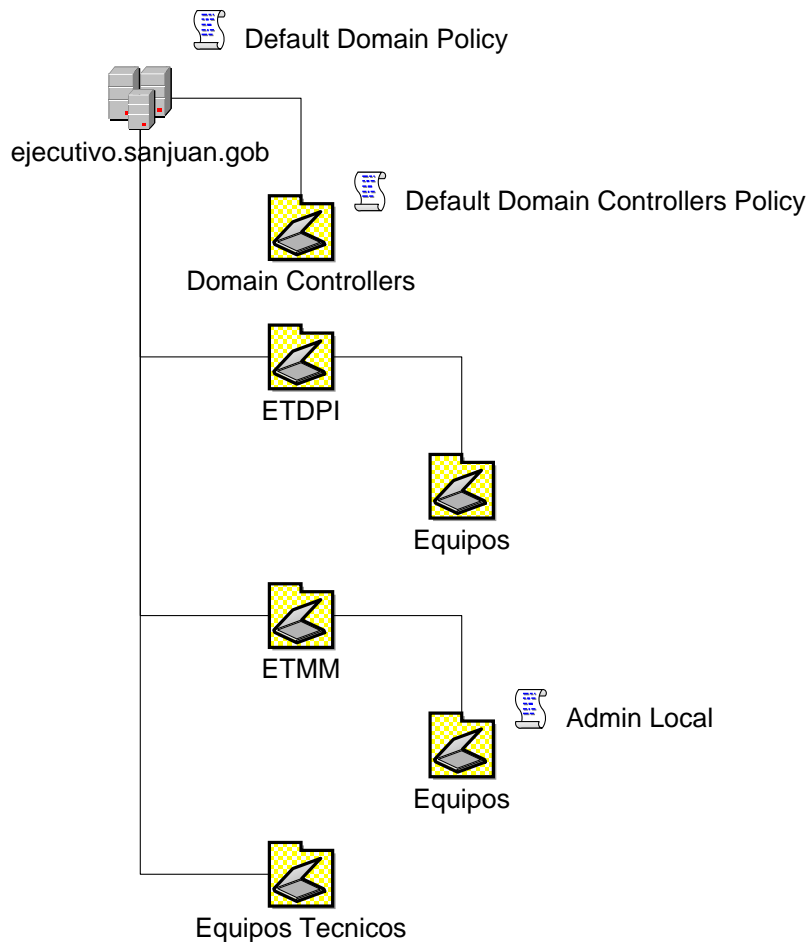 Default Domain Policy
ejecutivo.sanjuan.gob
Default Domain Controllers Policy
Domain Controllers
ETDPI
Equipos
ETMM
Admin Local
Equipos
Equipos Tecnicos